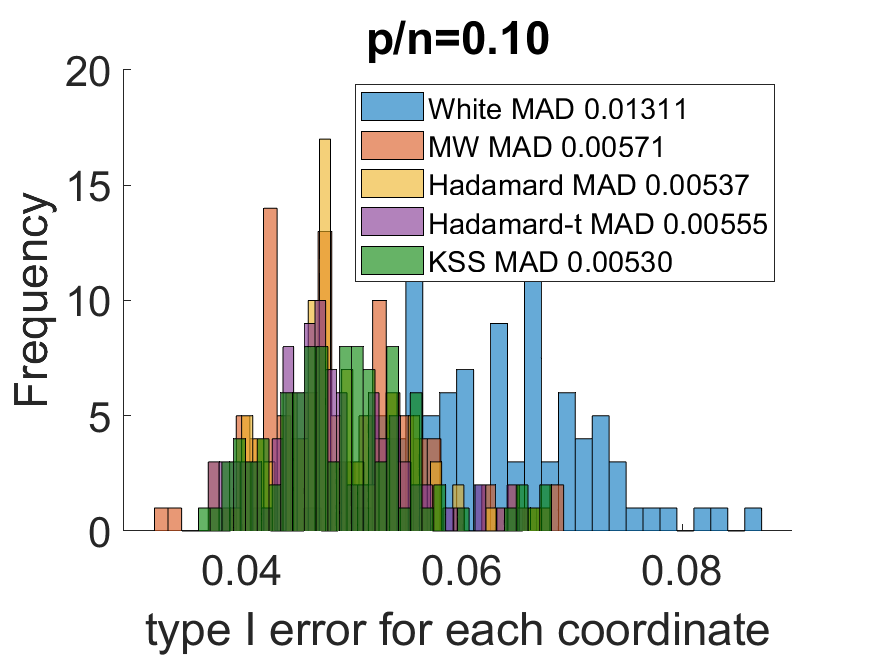 p/n=0.10
White MAD 0.01311
MW MAD 0.00571
Hadamard MAD 0.00537
Hadamard-t MAD 0.00555
KSS MAD 0.00530
20
15
10
5
0
Frequency
0.04 0.06 0.08
type I error for each coordinate